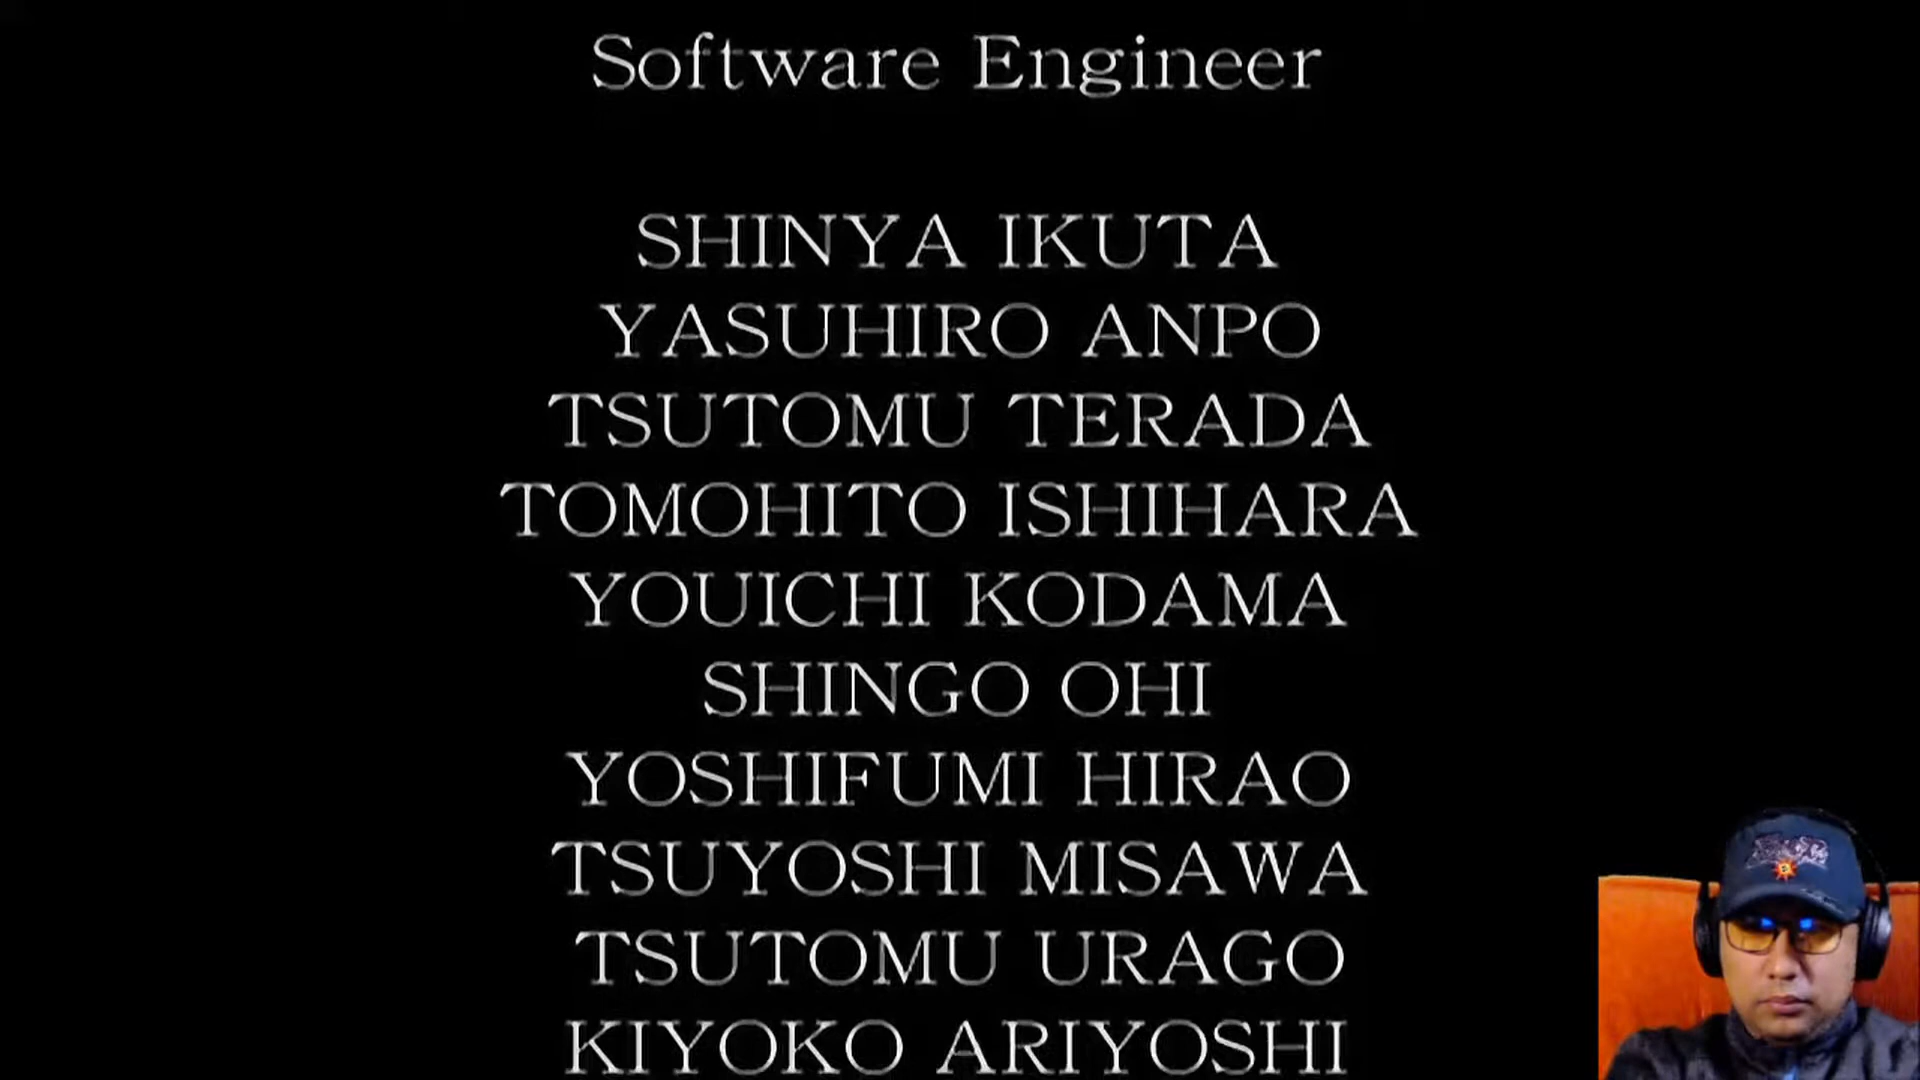 Software Engineer
SHINYA IKUTA
YASUHIRO ANPO
TSUTOMU TERADA
TOMOHITO ISHIHARA
YOUICHI KODAMA
SHINGO OHI
YOSHIFUMI HIRAO
TSUYOSHI MISAWA
TSUTOMU URAGO
KIYOKO ARIYOSHI